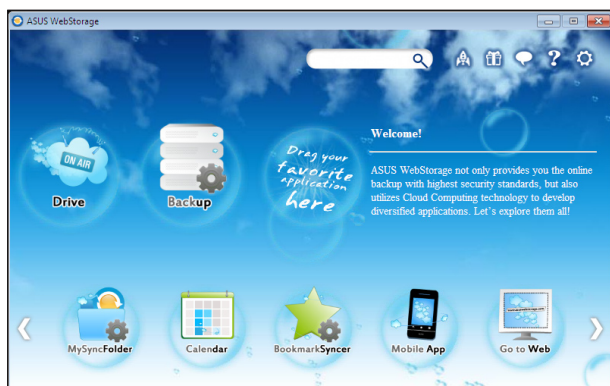 ASUS WebStorage
Welcome!
ON AIR
Drive
Backup
Drag your
favorite
application
here
ASUS WebStorage not only provides you the online
backup with highest security standards, but also
utilizes Cloud Computing technology to develop
diversified applications. Let's explore them all!
MySyncFolder
Calendar
BookmarkSyncer
Mobile App
Go to Web